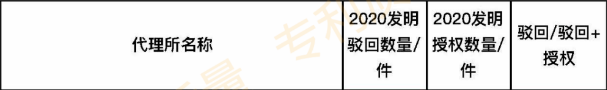 代理所名称
2020发明
驳回数量/
件
2020发明
授权数量/
件
驳回/驳回+
授权